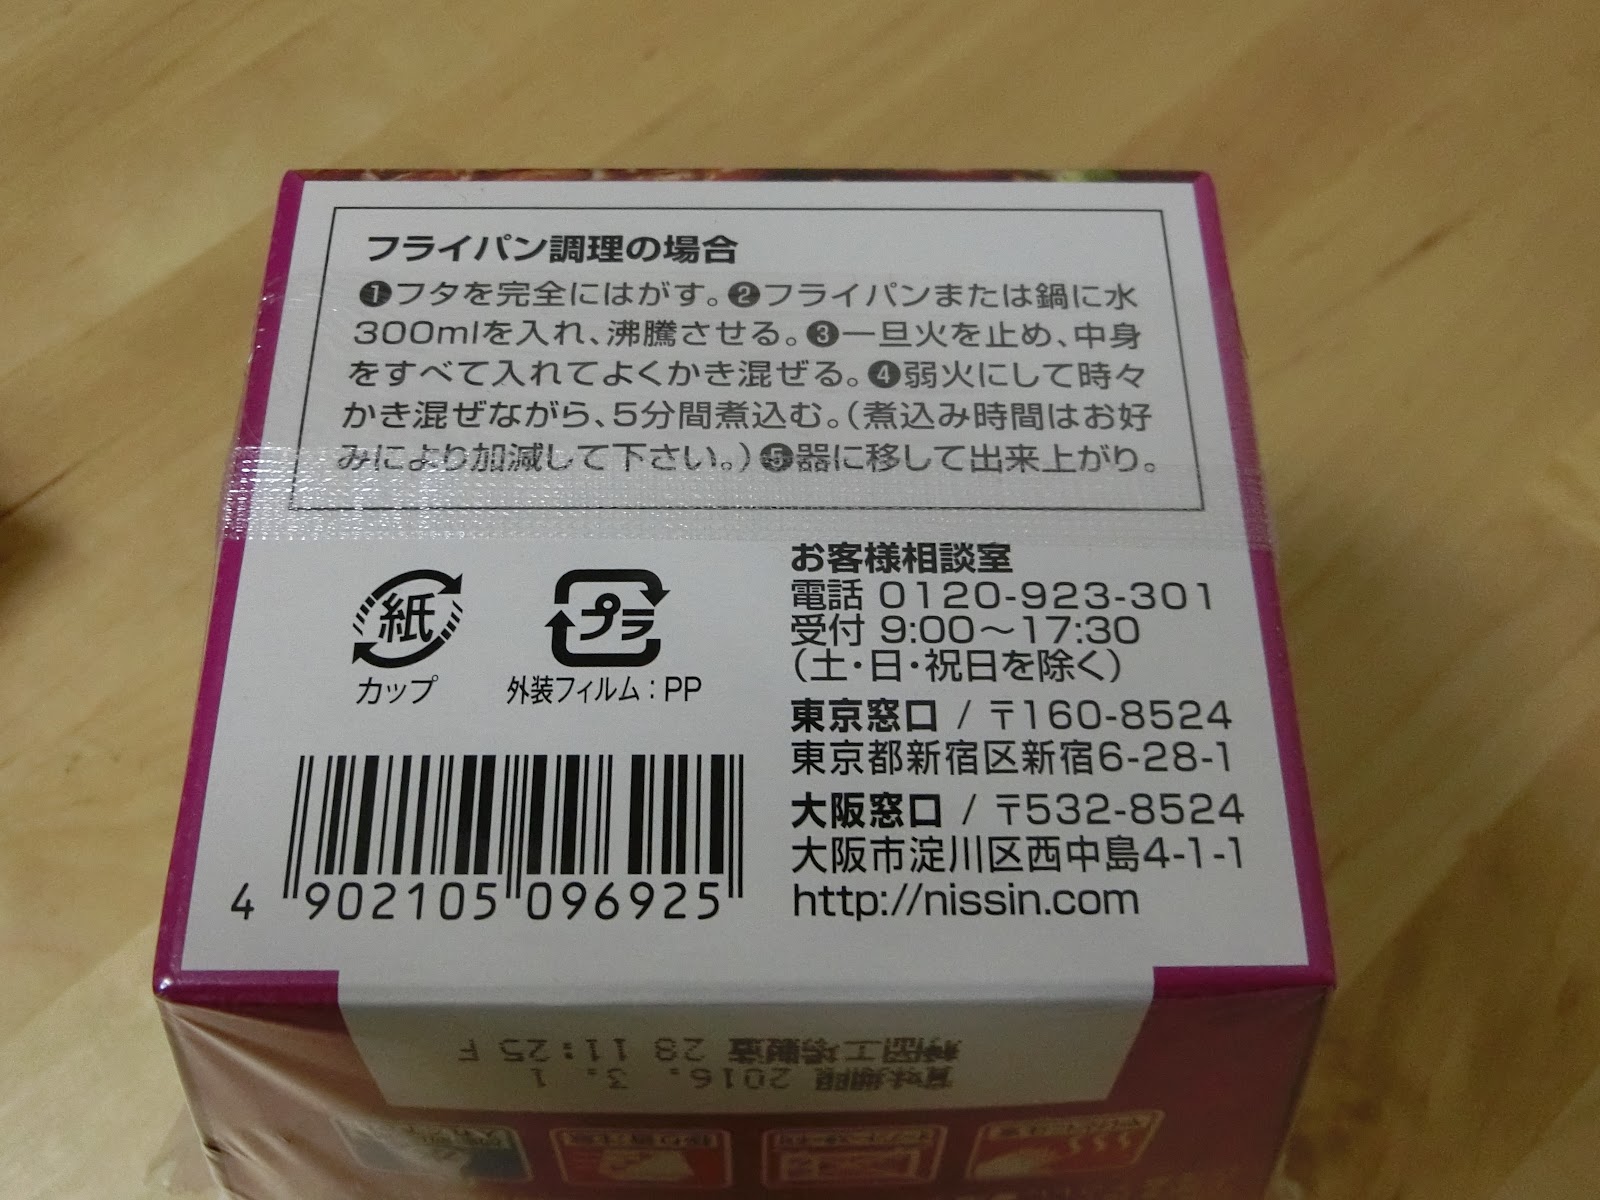 フライパン調理の場合
❶フタを完全にはがす。❷フライパンまたは鍋に水
300mlを入れ、沸騰させる。❸一旦火を止め、中身
をすべて入れてよくかき混ぜる。❹弱火にして時々
かき混ぜながら、5分間煮込む。(煮込み時間はお好
みにより加減して下さい。)❺器に移して出来上がり。
紙
カップ
プラ
外装フィルム:PP
お客様相談室
電話 0120-923-301
受付 9:00〜17:30
(土・日・祝日を除く)
東京窓口 / 〒160-8524
東京都新宿区新宿6-28-1
大阪窓口 / 〒532-8524
大阪市淀川区西中島4-1-1
http://nissin.com
4 902105 096925
賞味期限 2016. 3. 1
工場製造 28 11:25 F